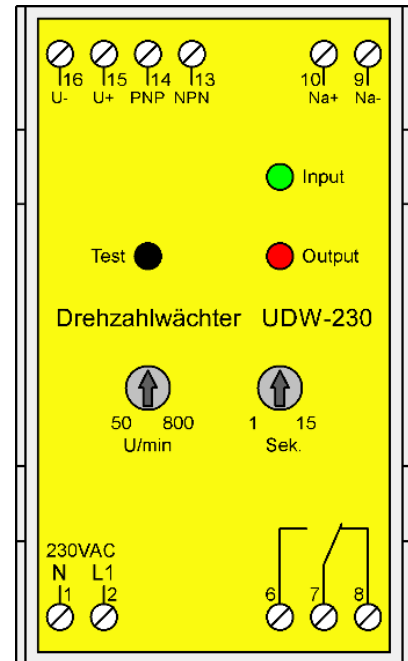 16 15 14 13 10 9
U- U+ PNP NPN Na+ Na-
Input
Test Output
Drehzahlwächter UDW-230
50 800 1 15
U/min Sek.
230VAC
N L1
1 2 6 7 8